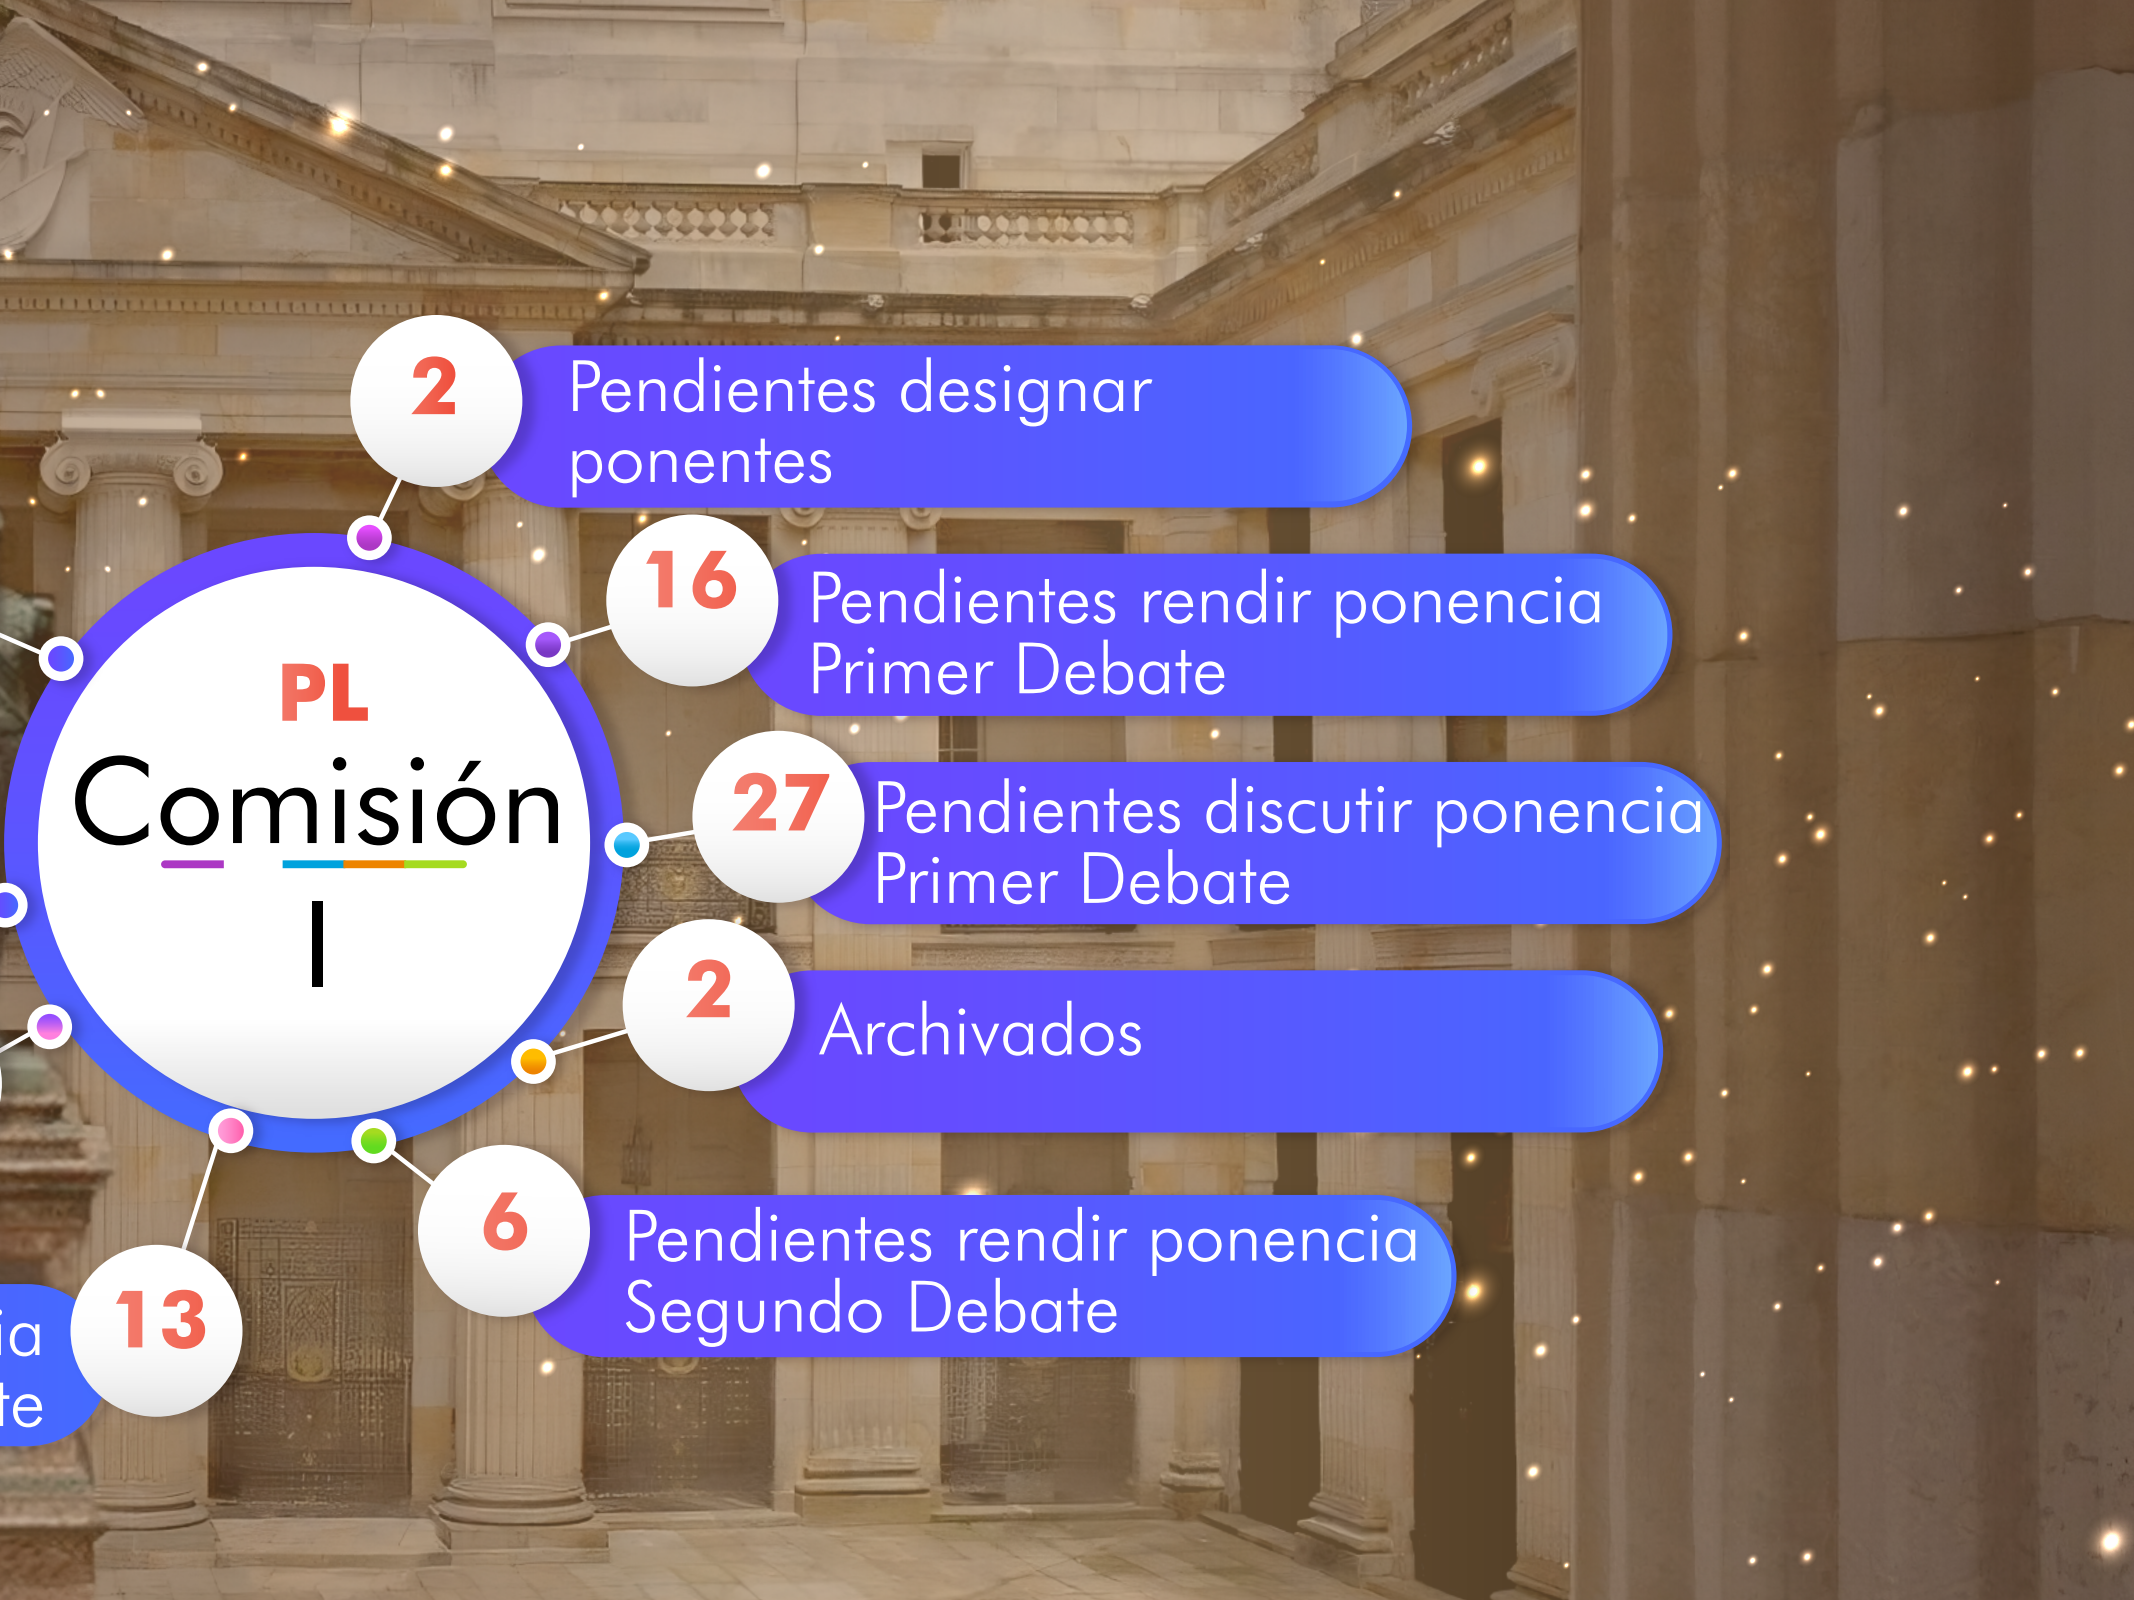 2
Pendientes designar
ponentes
16
Pendientes rendir ponencia
Primer Debate
PL
Comisión
I
27
Pendientes discutir ponencia
Primer Debate
2
Archivados
6
Pendientes rendir ponencia
Segundo Debate
13